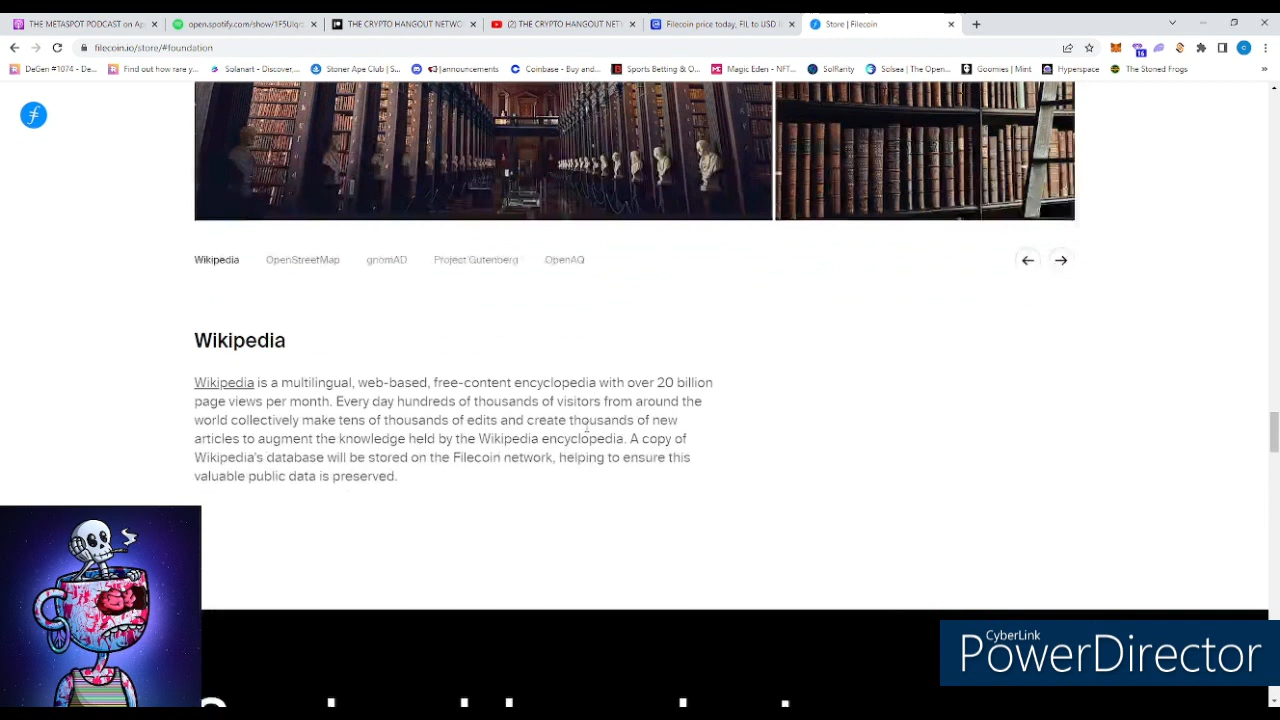 THE METASPOT PODCAST on Ap
open.spotify.com/show/1F5Ulq
THE CRYPTO HANGOUT NETWO
(2) THE CRYPTO HANGOUT NET
Filecoin price today, FIL to USD
Store | Filecoin
filecoin.io/store/#foundation
DeGen #1074 - De...
Find out how rare y...
Solanart - Discover,...
Stoner Ape Club | S...
announcements
Coinbase - Buy and...
Sports Betting & O...
Magic Eden - NFT...
SolRarity
Solsea | The Open...
Goomies | Mint
Hyperspace
The Stoned Frogs
Wikipedia
OpenStreetMap
gnomAD
Project Gutenberg
OpenAQ
Wikipedia
Wikipedia is a multilingual, web-based, free-content encyclopedia with over 20 billion
page views per month. Every day hundreds of thousands of visitors from around the
world collectively make tens of thousands of edits and create thousands of new
articles to augment the knowledge held by the Wikipedia encyclopedia. A copy of
Wikipedia's database will be stored on the Filecoin network, helping to ensure this
valuable public data is preserved.
CyberLink
PowerDirector